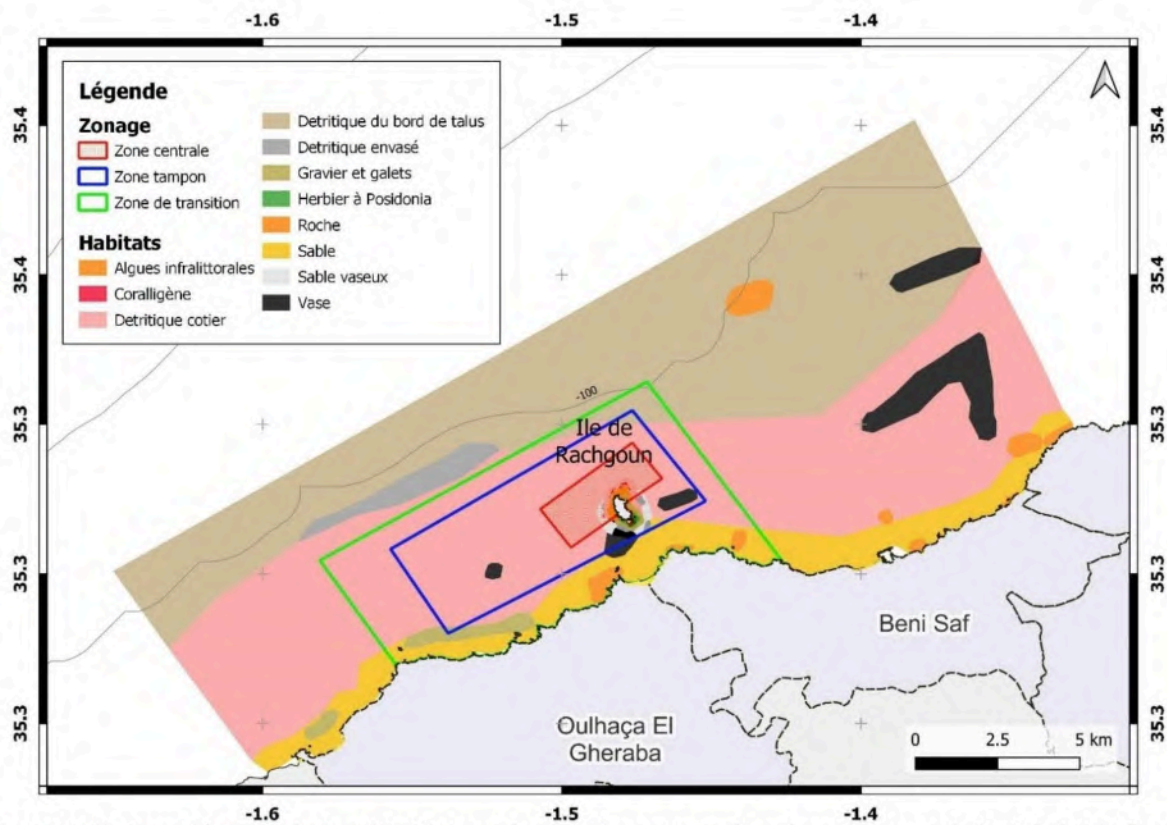 -1.6 -1.5 -1.4
Légende
Zonage
Zone centrale
Zone tampon
Zone de transition
Habitats
Algues infralittorales
Coralligène
Detritique cotier
Detritique du bord de talus
Detritique envasé
Gravier et galets
Herbier à Posidonia
Roche
Sable
Sable vaseux
Vase
35.4 35.4
35.4 35.4
35.3 35.3
35.3 35.3
35.3 35.3
-100
Ile de
Rachgoun
Beni Saf
Oulhaça El
Gheraba
0 2.5 5 km
-1.6 -1.5 -1.4